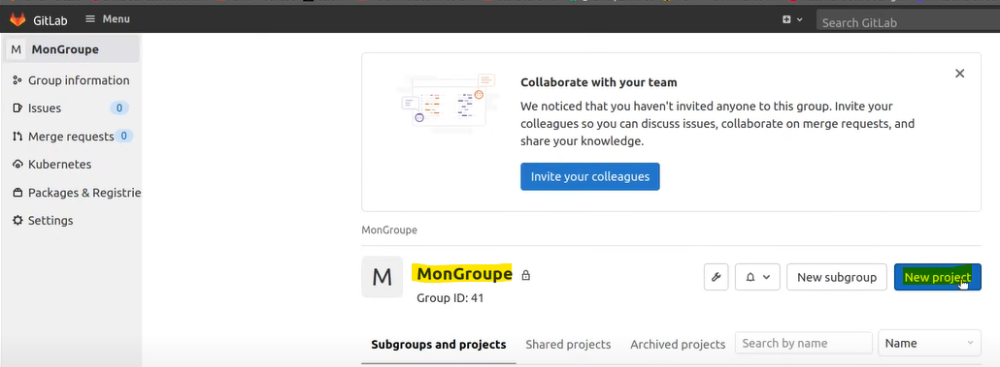 GitLab
Menu
Search GitLab
M MonGroupe
Group information
Issues 0
Merge requests 0
Kubernetes
Packages & Registrie
Settings
Collaborate with your team
We noticed that you haven't invited anyone to this group. Invite your
colleagues so you can discuss issues, collaborate on merge requests, and
share your knowledge.
Invite your colleagues
MonGroupe
M
MonGroupe
Group ID: 41
New subgroup
New project
Subgroups and projects
Shared projects
Archived projects
Search by name
Name